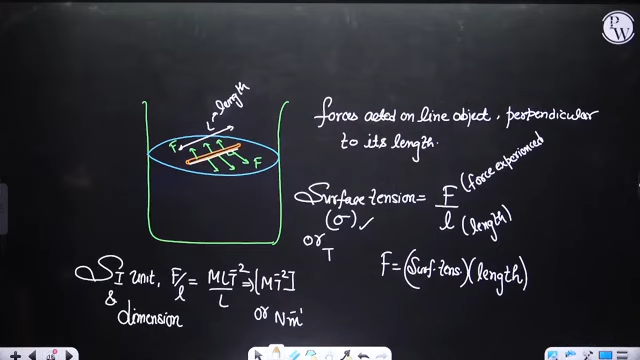 P
W
L → length
F
F
forces acted on line object, perpendicular
to its length.
Surface tension = F/l (force experienced) (length)
(σ) ✓
or
T
F = (Surf. tens.) (length)
SI unit, F/l = MLT⁻²/L ⇒ [MT⁻²]
& dimension
or Nm⁻¹